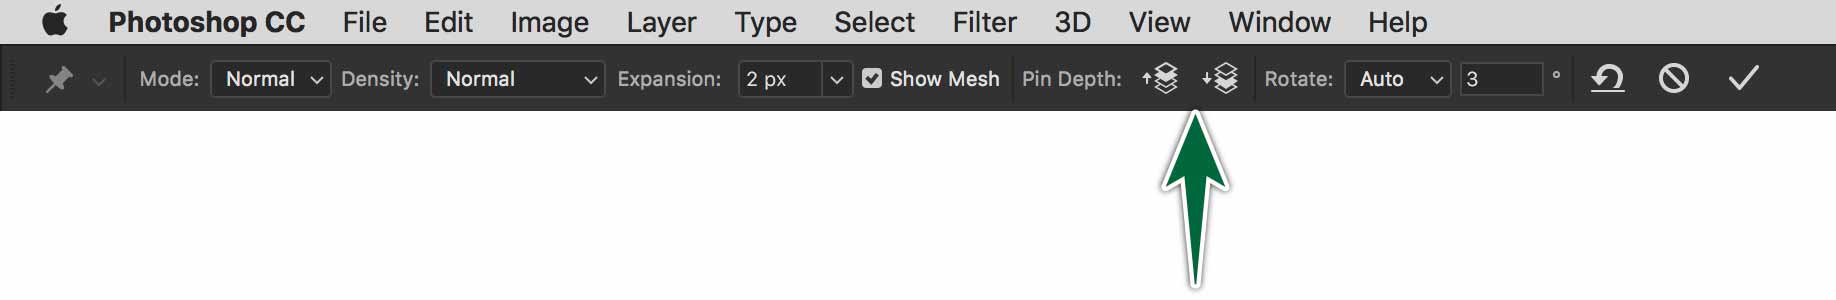 Photoshop CC File Edit Image Layer Type Select Filter 3D View Window Help
Mode: Normal Density: Normal Expansion: 2 px Show Mesh Pin Depth: Rotate: Auto 3 °